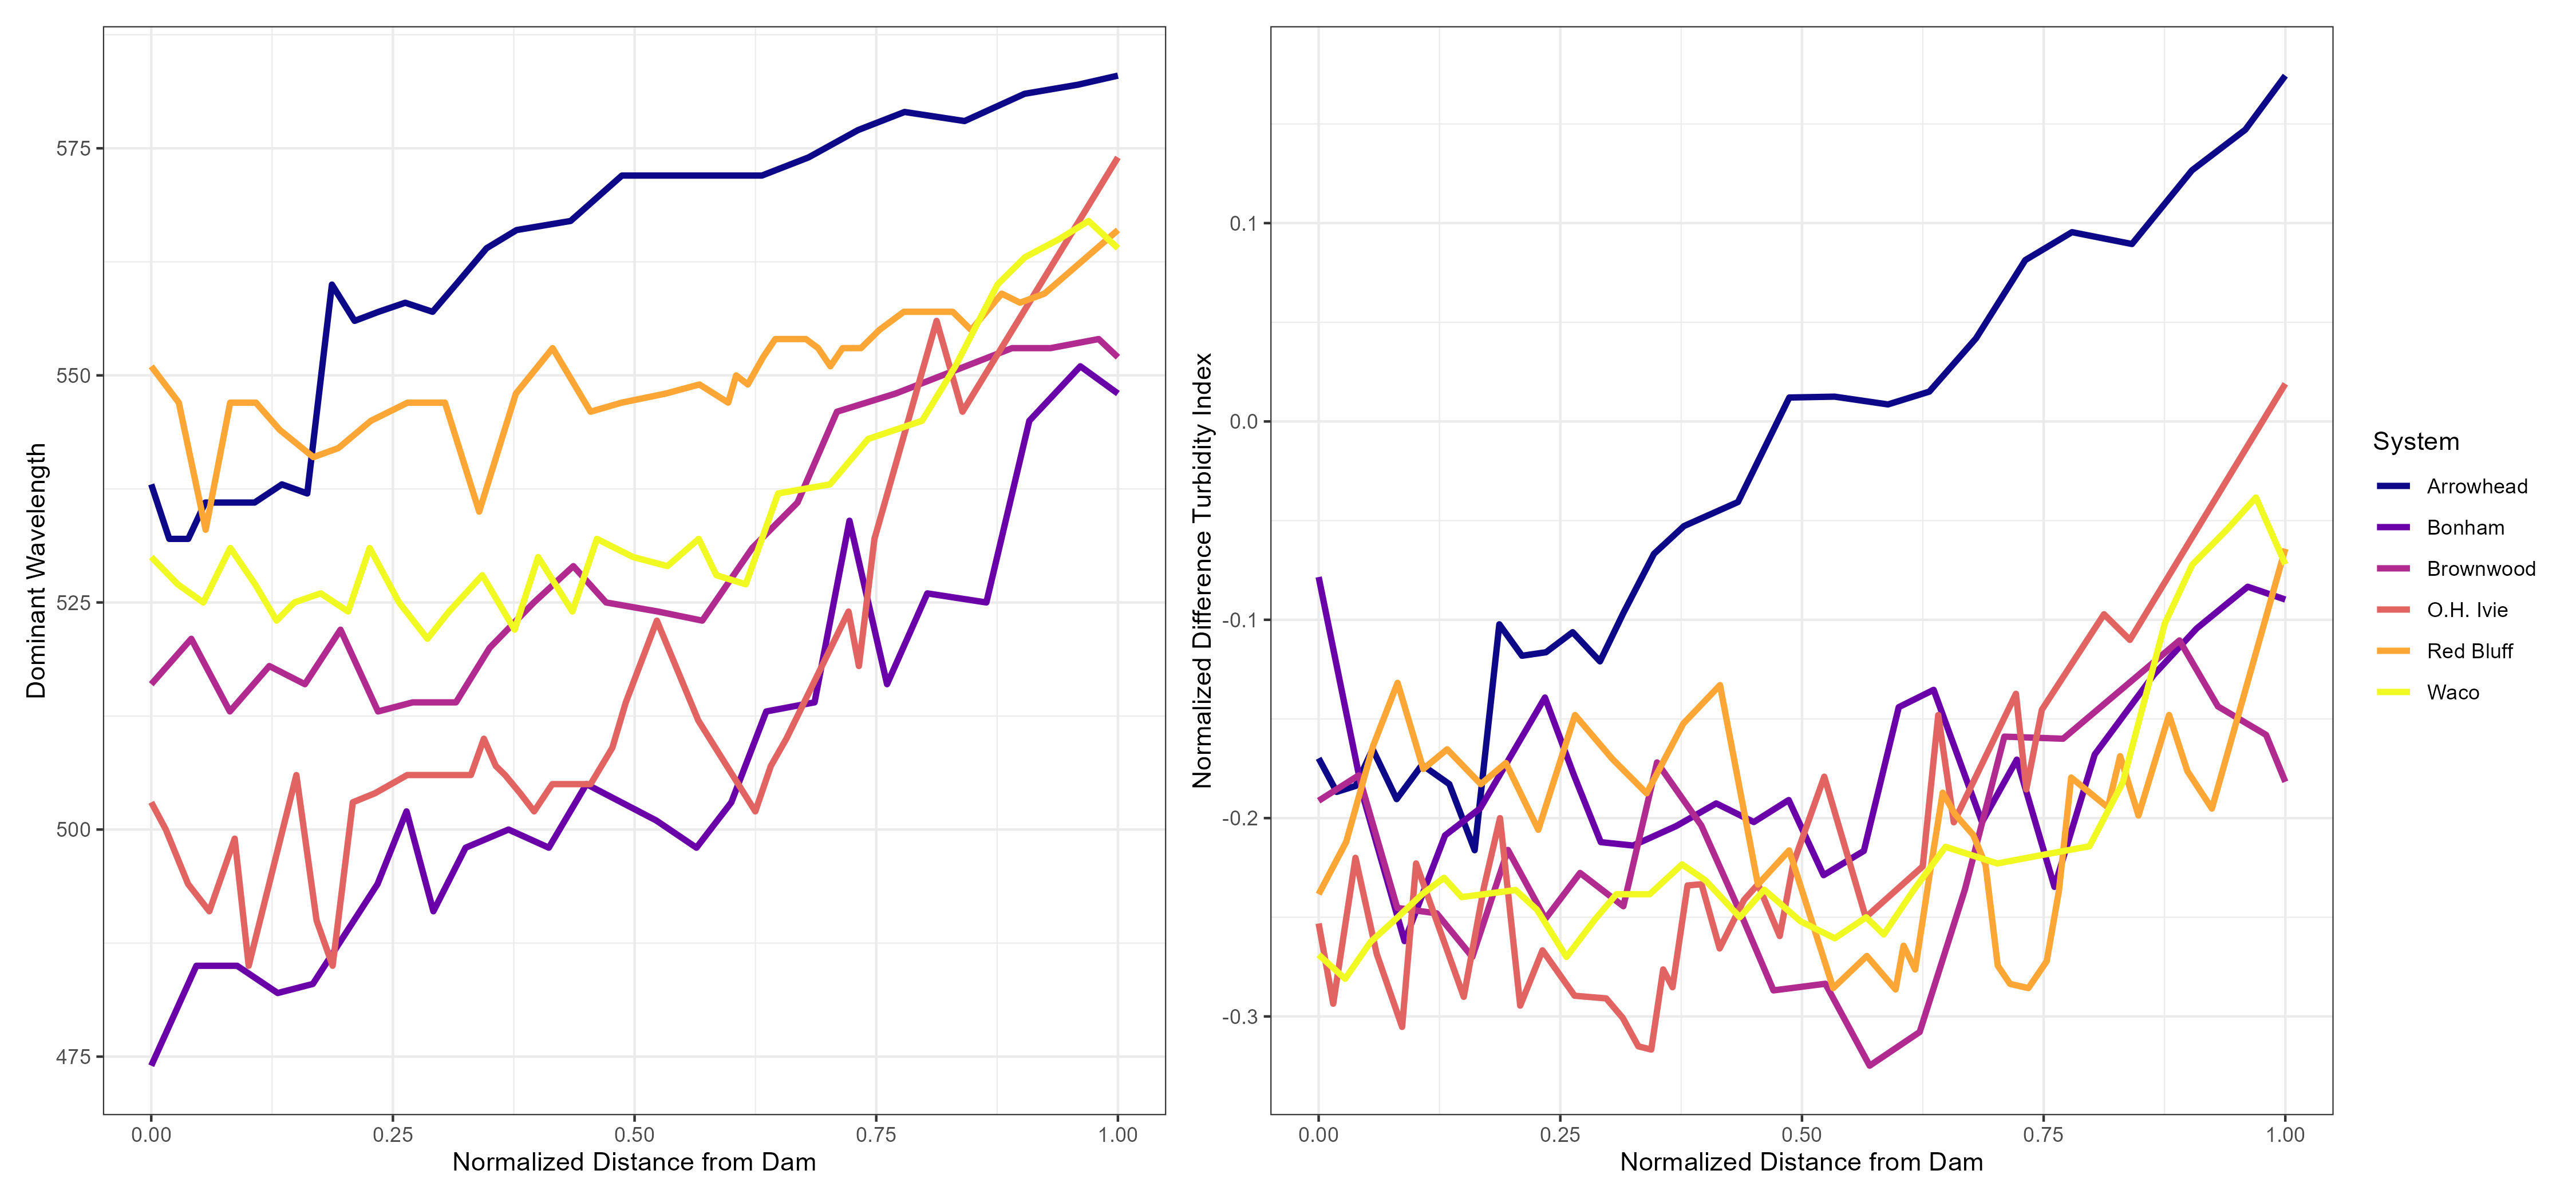 Dominant Wavelength
575
550
525
500
475
0.00 0.25 0.50 0.75 1.00
Normalized Distance from Dam
Normalized Difference Turbidity Index
0.1
0.0
-0.1
-0.2
-0.3
0.00 0.25 0.50 0.75 1.00
Normalized Distance from Dam
System
Arrowhead
Bonham
Brownwood
O.H. Ivie
Red Bluff
Waco